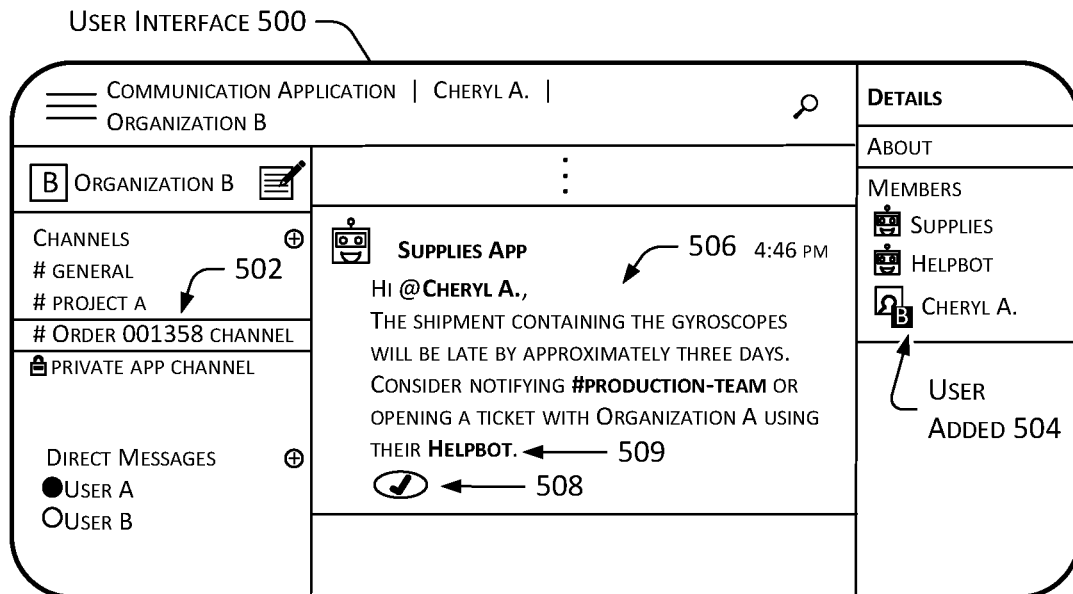 USER INTERFACE 500
COMMUNICATION APPLICATION | CHERYL A. |
ORGANIZATION B
B ORGANIZATION B
CHANNELS
# GENERAL
502
# PROJECT A
# ORDER 001358 CHANNEL
PRIVATE APP CHANNEL
DIRECT MESSAGES
USER A
USER B
SUPPLIES APP
506 4:46 PM
HI @CHERYL A.,
THE SHIPMENT CONTAINING THE GYROSCOPES
WILL BE LATE BY APPROXIMATELY THREE DAYS.
CONSIDER NOTIFYING #PRODUCTION-TEAM OR
OPENING A TICKET WITH ORGANIZATION A USING
THEIR HELPBOT. 509
508
DETAILS
ABOUT
MEMBERS
SUPPLIES
HELPBOT
B CHERYL A.
USER
ADDED 504